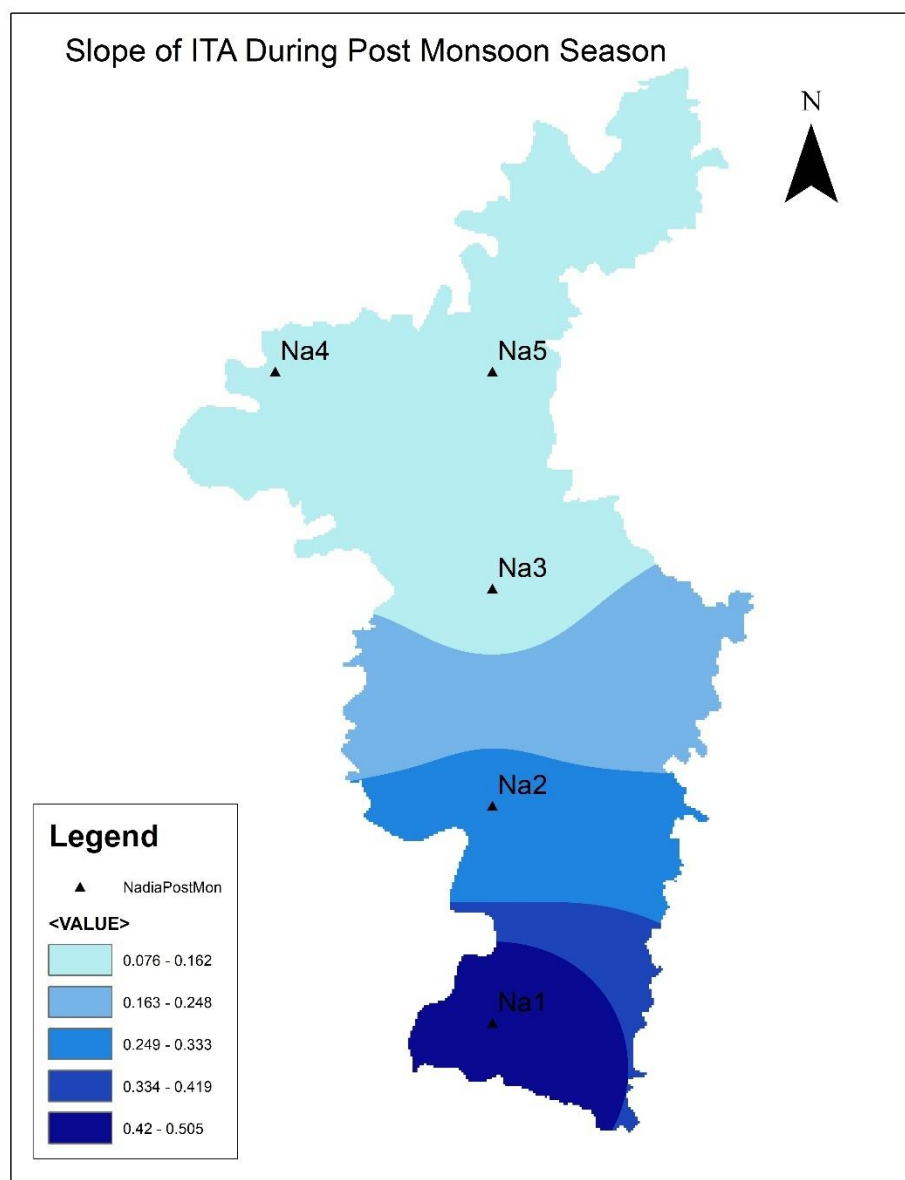 Slope of ITA During Post Monsoon Season
N
Na4
Na5
Na3
Na2
Na1
Legend
NadiaPostMon
<VALUE>
0.076 - 0.162
0.163 - 0.248
0.249 - 0.333
0.334 - 0.419
0.42 - 0.505